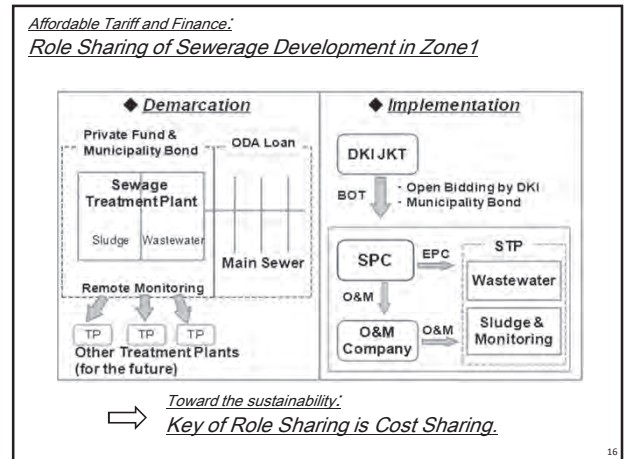 Affordable Tariff and Finance:
Role Sharing of Sewerage Development in Zone1
◆ Demarcation
Private Fund &
Municipality Bond
ODA Loan
Sewage
Treatment Plant
Sludge
Wastewater
Main Sewer
Remote Monitoring
TP
TP
TP
Other Treatment Plants
(for the future)
◆ Implementation
DKI JKT
BOT
· Open Bidding by DKI
· Municipality Bond
SPC
EPC
STP
Wastewater
O&M
O&M
Company
O&M
Sludge &
Monitoring
Toward the sustainability:
Key of Role Sharing is Cost Sharing.
16